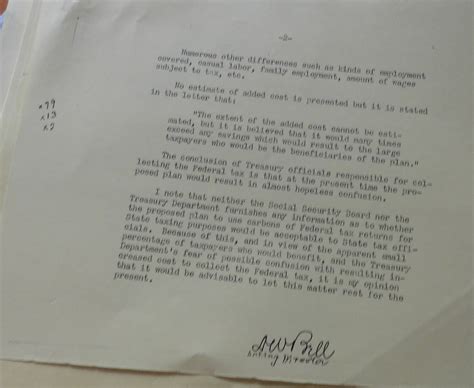 -2-
Numerous other differences such as kinds of employment
covered, casual labor, family employment, amount of wages
subject to tax, etc.
No estimate of added cost is presented but it is stated
in the letter that:
"The extent of the added cost cannot be esti-
mated, but it is believed that it would many times
exceed any savings which would result to the large
taxpayers who would be the beneficiaries of the plan."
The conclusion of Treasury officials responsible for col-
lecting the Federal tax is that at the present time the pro-
posed plan would result in almost hopeless confusion.
I note that neither the Social Security Board nor the
Treasury Department furnishes any information as to whether
the proposed plan to use carbons of Federal tax returns for
State taxing purposes would be acceptable to State tax offi-
cials. Because of this, and in view of the apparent small
percentage of taxpayers who would benefit, and the Treasury
Department's fear of possible confusion with resulting in-
creased cost to collect the Federal tax, it is my opinion
that it would be advisable to let this matter rest for the
present.
x79
x13
x2
DW Bell
Acting Director